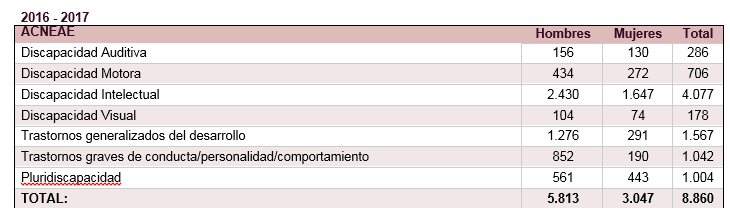 2016 - 2017
ACNEAE Hombres Mujeres Total
Discapacidad Auditiva 156 130 286
Discapacidad Motora 434 272 706
Discapacidad Intelectual 2.430 1.647 4.077
Discapacidad Visual 104 74 178
Trastornos generalizados del desarrollo 1.276 291 1.567
Trastornos graves de conducta/personalidad/comportamiento 852 190 1.042
Pluridiscapacidad 561 443 1.004
TOTAL: 5.813 3.047 8.860